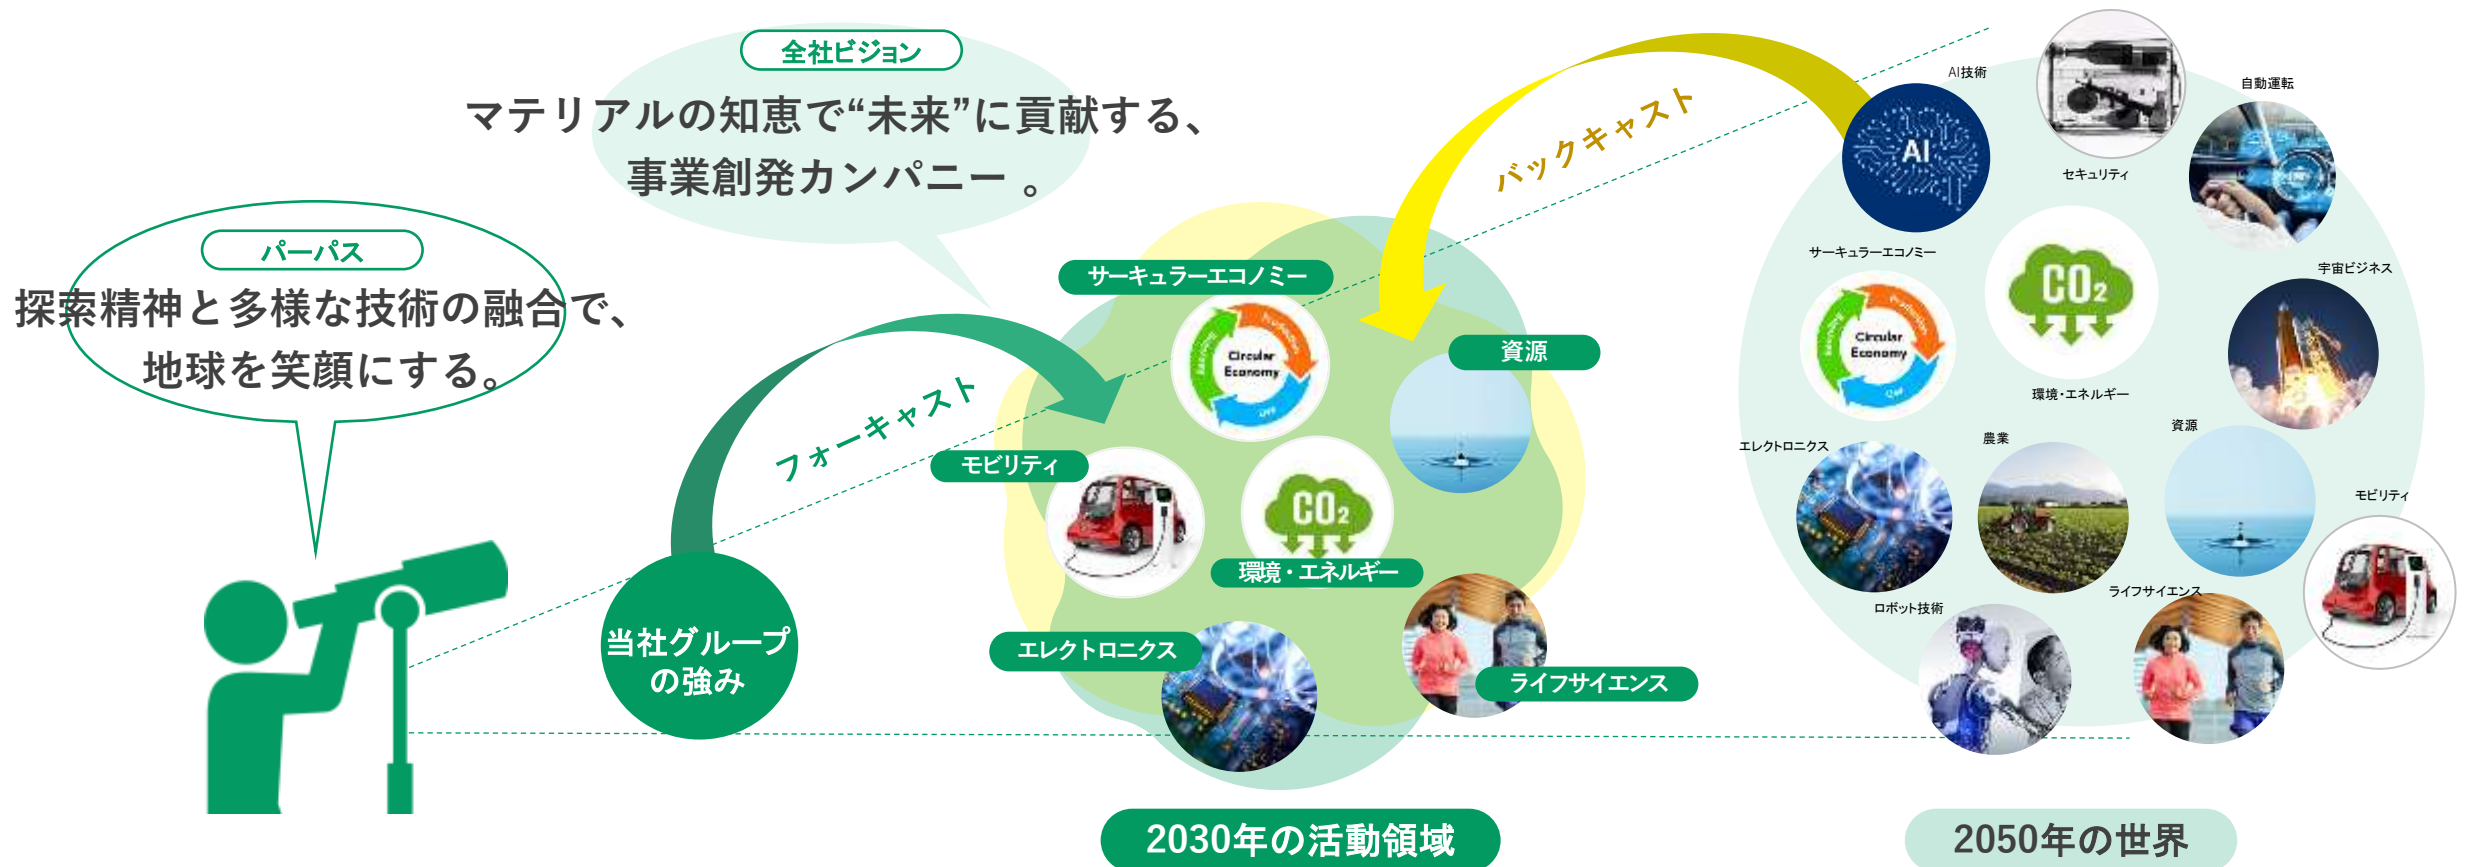 全社ビジョン
マテリアルの知恵で“未来”に貢献する、
事業創発カンパニー 。
パーパス
探索精神と多様な技術の融合で、
地球を笑顔にする。
フォーキャスト
バックキャスト
当社グループ
の強み
サーキュラーエコノミー
Recycling
Production
Circular
Economy
Use
資源
モビリティ
CO₂
環境・エネルギー
エレクトロニクス
ライフサイエンス
2030年の活動領域
AI技術
AI
セキュリティ
自動運転
サーキュラーエコノミー
Recycling
Production
Circular
Economy
Use
CO₂
環境・エネルギー
宇宙ビジネス
エレクトロニクス
農業
資源
モビリティ
ロボット技術
ライフサイエンス
2050年の世界